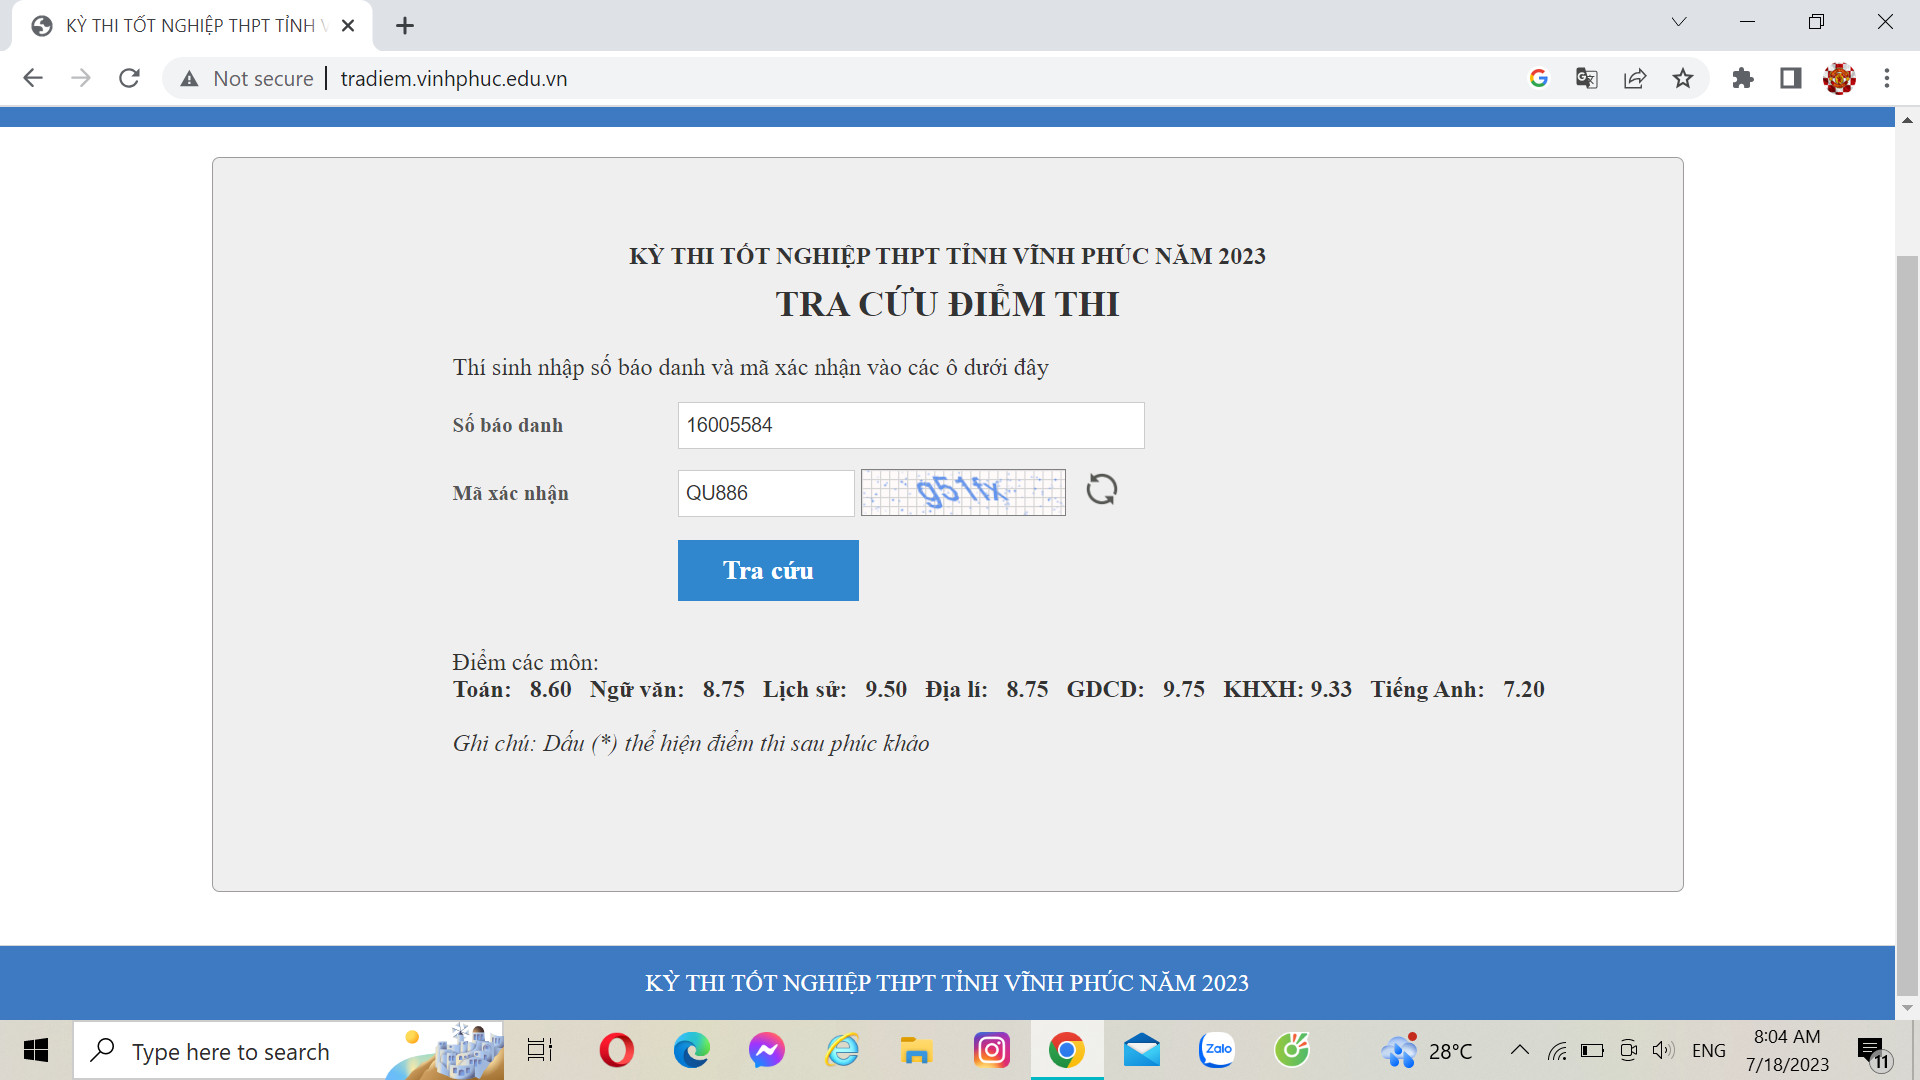 KỲ THI TỐT NGHIỆP THPT TỈNH V
Not secure
tradiem.vinhphuc.edu.vn
KỲ THI TỐT NGHIỆP THPT TỈNH VĨNH PHÚC NĂM 2023
TRA CỨU ĐIỂM THI
Thí sinh nhập số báo danh và mã xác nhận vào các ô dưới đây
Số báo danh 16005584
Mã xác nhận QU886 g51fx
Tra cứu
Điểm các môn:
Toán: 8.60 Ngữ văn: 8.75 Lịch sử: 9.50 Địa lí: 8.75 GDCD: 9.75 KHXH: 9.33 Tiếng Anh: 7.20
Ghi chú: Dấu (*) thể hiện điểm thi sau phúc khảo
KỲ THI TỐT NGHIỆP THPT TỈNH VĨNH PHÚC NĂM 2023
Type here to search
Zalo
28°C
ENG
8:04 AM
7/18/2023
11